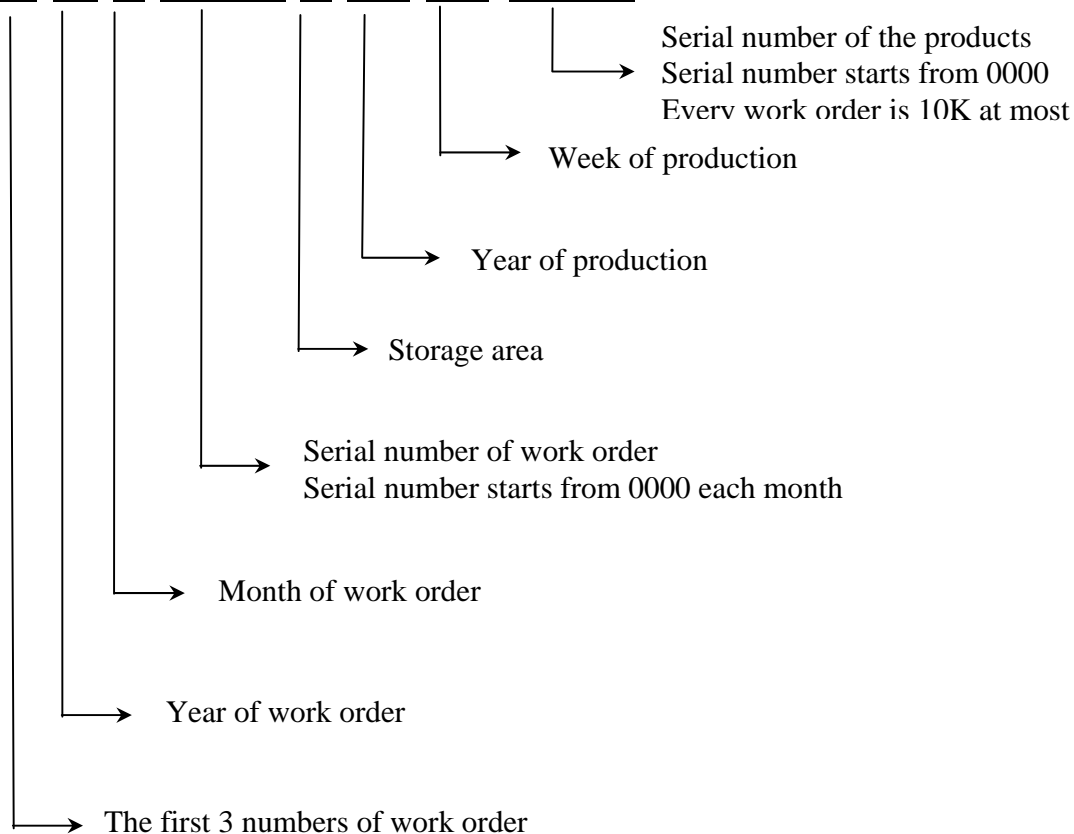 Serial number of the products
Serial number starts from 0000
Every work order is 10K at most
Week of production
Year of production
Storage area
Serial number of work order
Serial number starts from 0000 each month
Month of work order
Year of work order
The first 3 numbers of work order